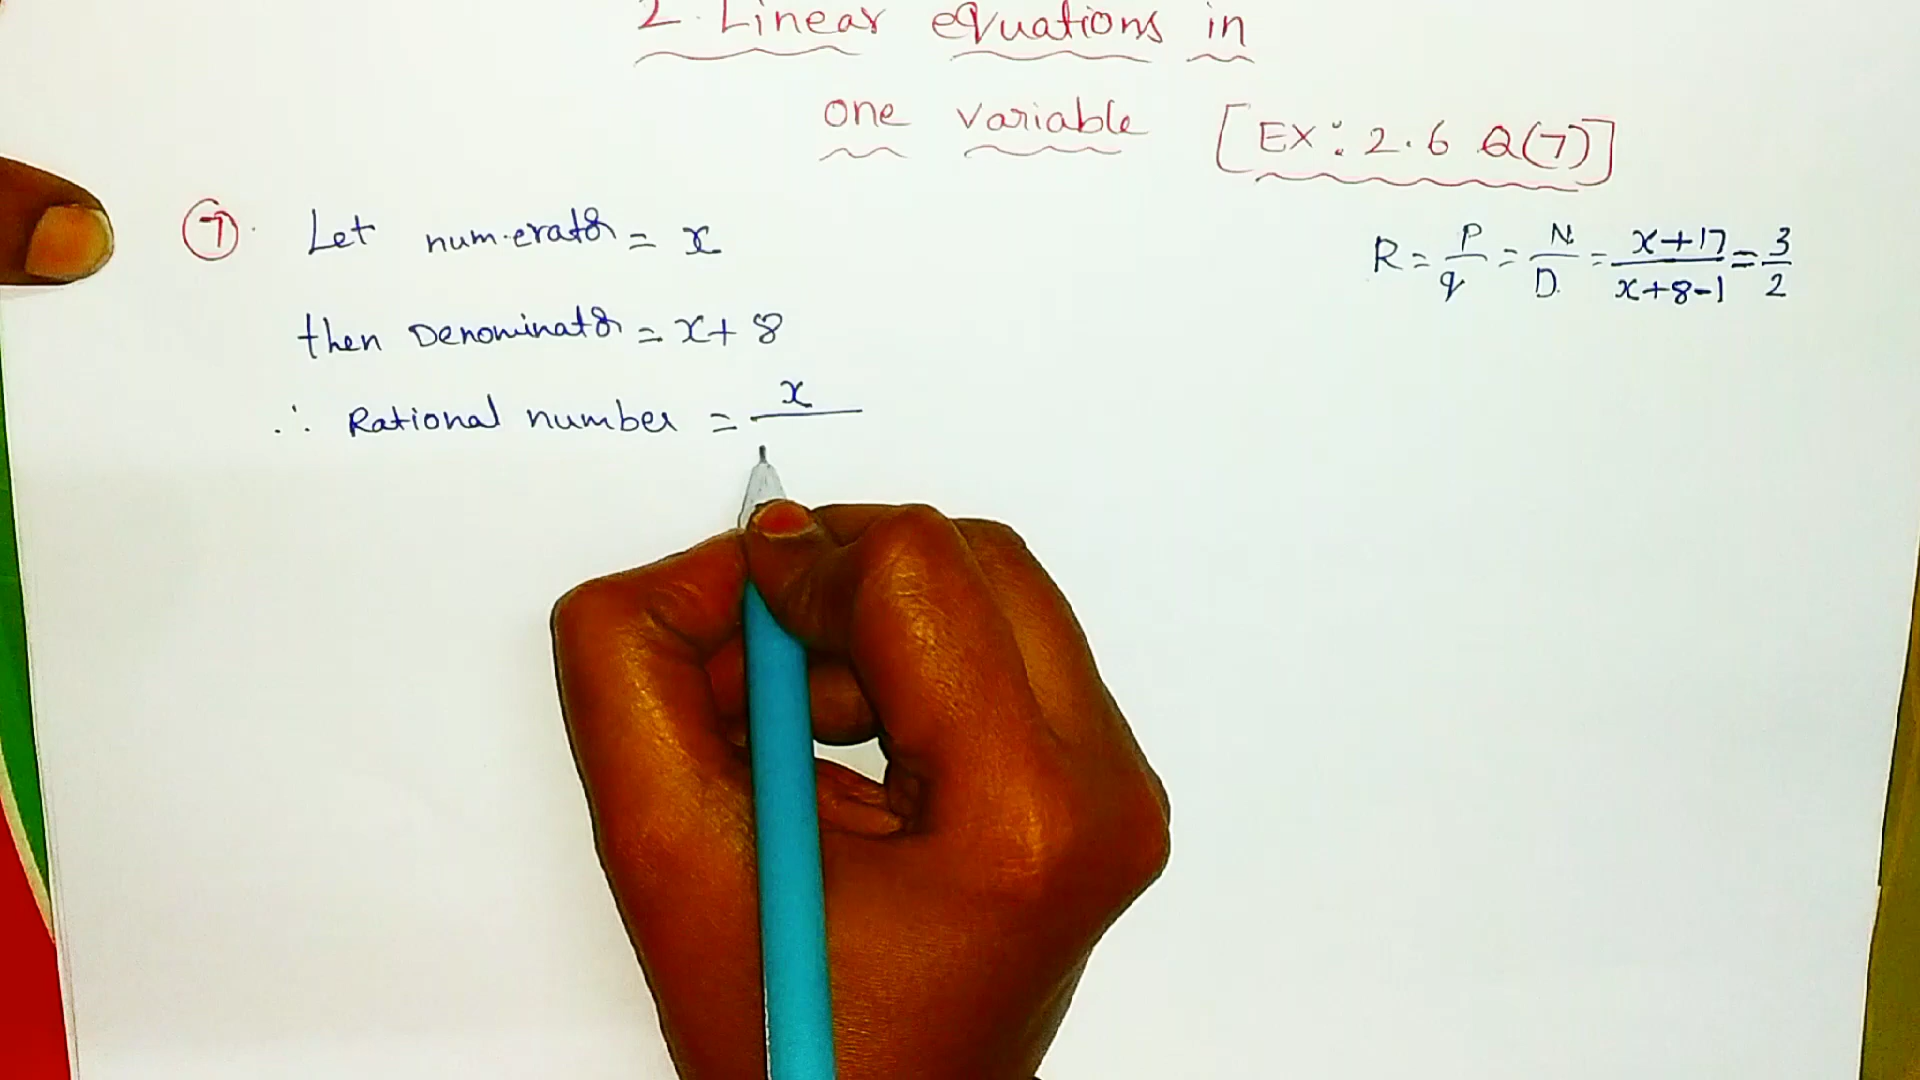 2. Linear equations in
one variable [EX: 2.6 Q(7)]
7. Let numerator = x
R = P/q = N/D = x+17/x+8-1 = 3/2
then Denominator = x+8
∴ Rational number = x/